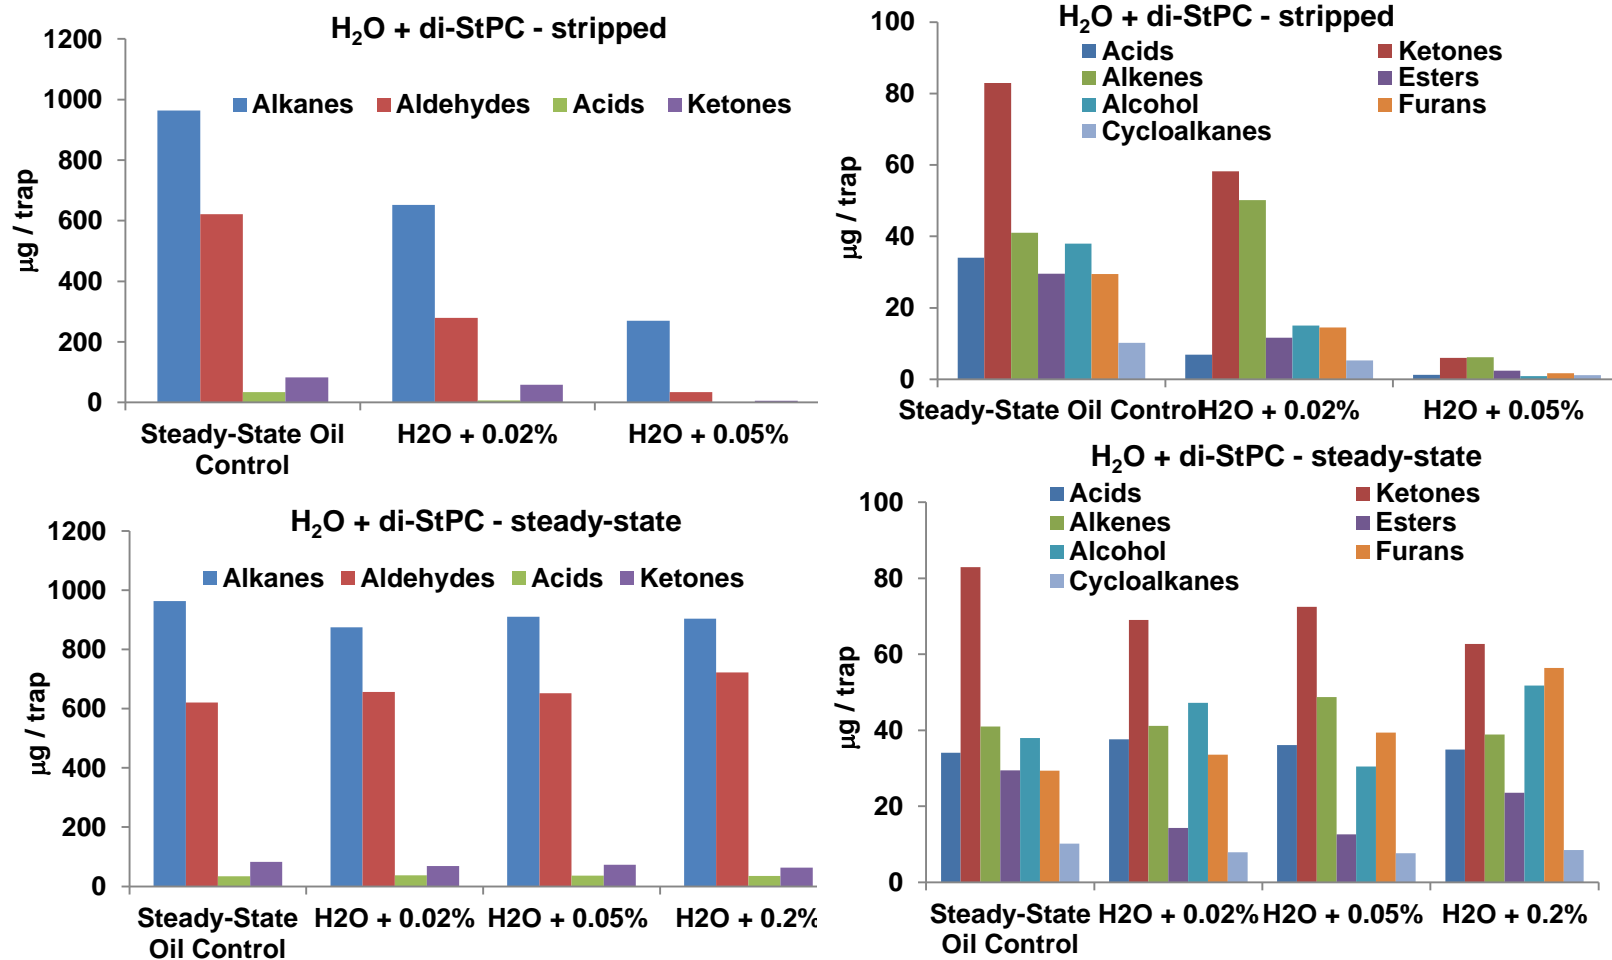 H₂O + di-StPC - stripped
1200
1000
800
600
400
200
0
µg / trap
Alkanes Aldehydes Acids Ketones
Steady-State Oil Control
H2O + 0.02%
H2O + 0.05%
H₂O + di-StPC - stripped
100
80
60
40
20
0
µg / trap
Acids Ketones
Alkenes Esters
Alcohol Furans
Cycloalkanes
Steady-State Oil Control
H2O + 0.02%
H2O + 0.05%
H₂O + di-StPC - steady-state
1200
1000
800
600
400
200
0
µg / trap
Alkanes Aldehydes Acids Ketones
Steady-State
Oil Control
H2O + 0.02%
H2O + 0.05%
H2O + 0.2%
H₂O + di-StPC - steady-state
100
80
60
40
20
0
µg / trap
Acids Ketones
Alkenes Esters
Alcohol Furans
Cycloalkanes
Steady-State
Oil Control
H2O + 0.02%
H2O + 0.05%
H2O + 0.2%